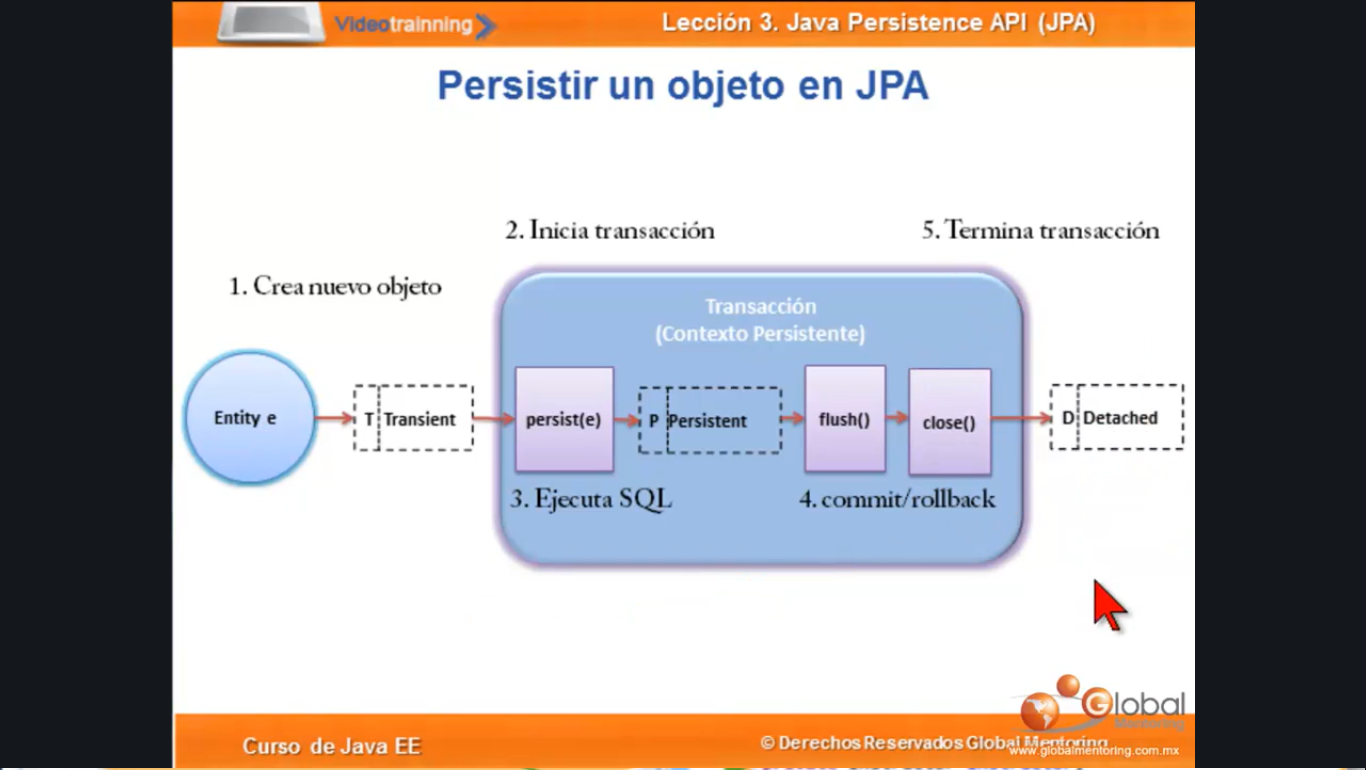 Videotrainning
Lección 3. Java Persistence API (JPA)
Persistir un objeto en JPA
2. Inicia transacción
5. Termina transacción
1. Crea nuevo objeto
Transacción
(Contexto Persistente)
Entity e
T Transient
persist(e)
P Persistent
flush()
close()
D Detached
3. Ejecuta SQL
4. commit/rollback
Global
Mentoring
Curso de Java EE
© Derechos Reservados Global Mentoring
www.globalmentoring.com.mx